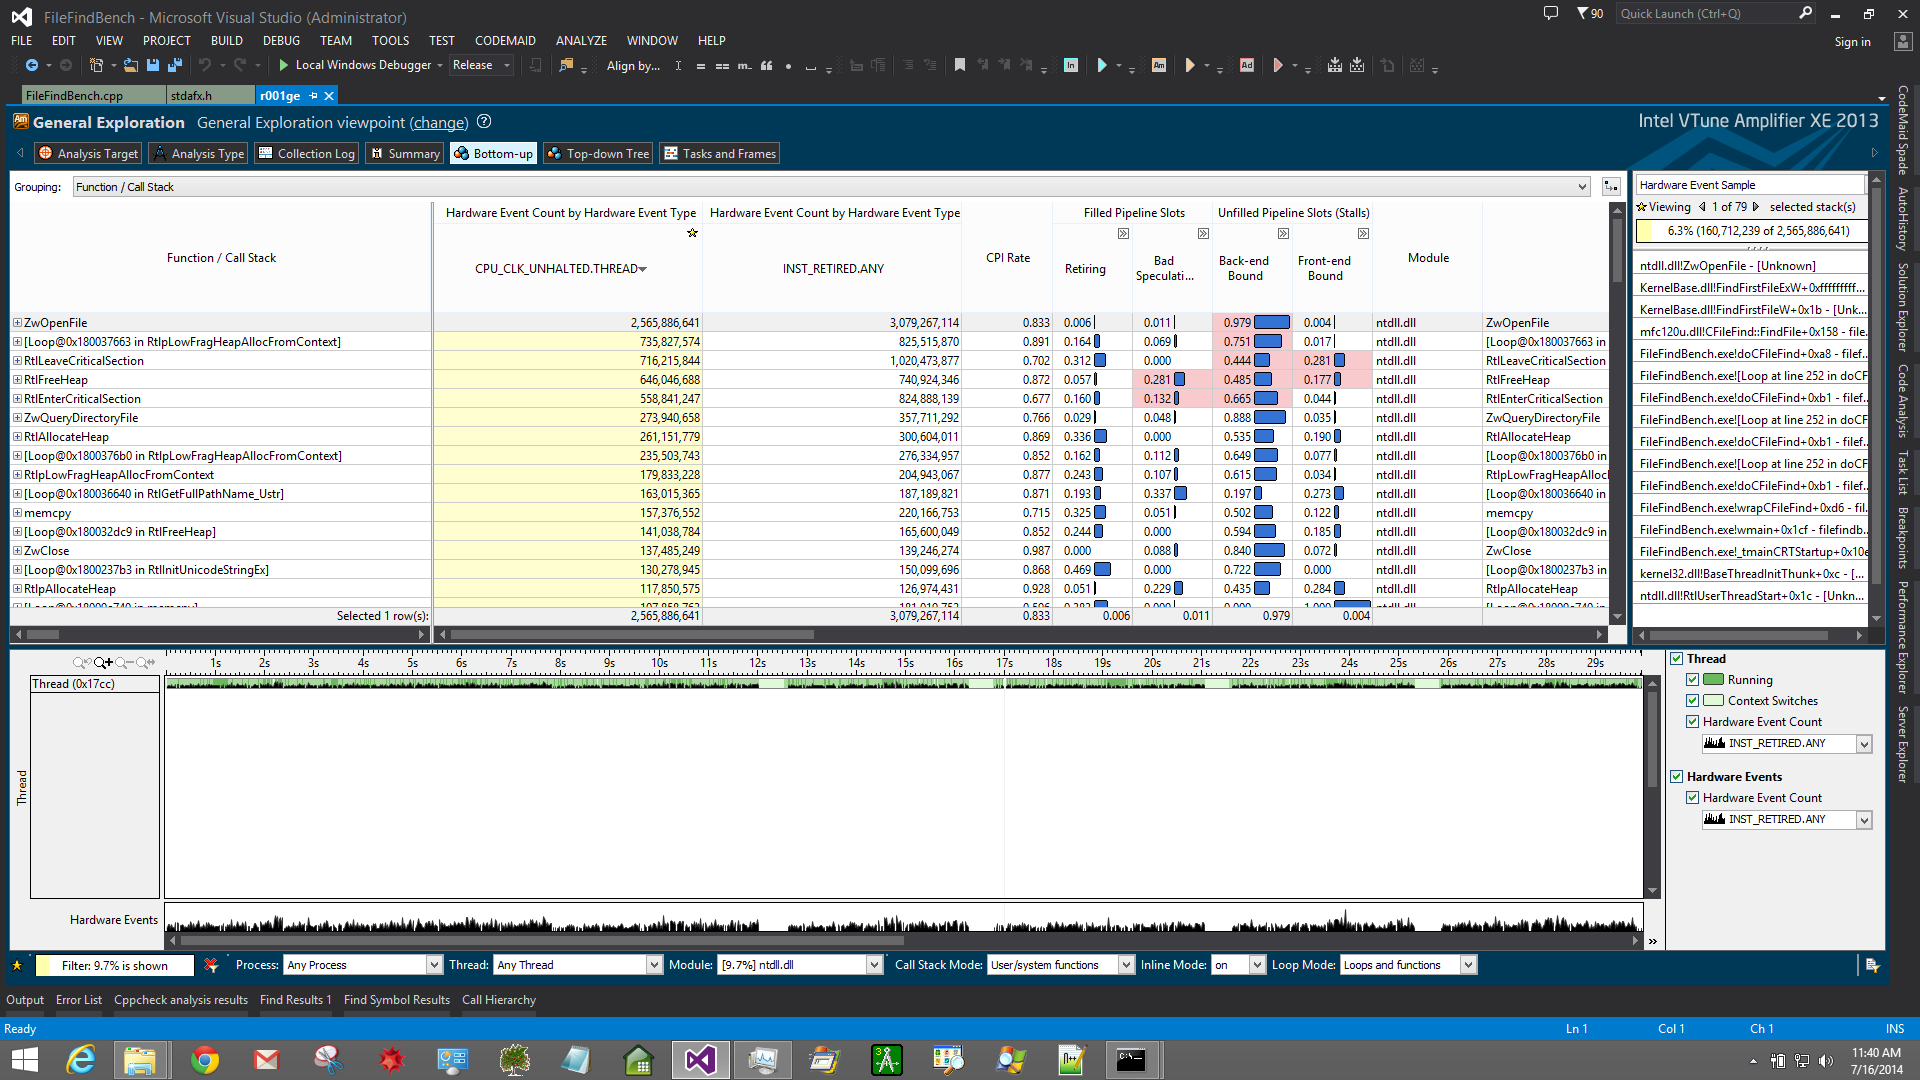 FileFindBench - Microsoft Visual Studio (Administrator)
90
Quick Launch (Ctrl+Q)
FILE EDIT VIEW PROJECT BUILD DEBUG TEAM TOOLS TEST CODEMAID ANALYZE WINDOW HELP
Sign in
Local Windows Debugger Release Align by...
FileFindBench.cpp stdafx.h r001ge
General Exploration General Exploration viewpoint (change)
Intel VTune Amplifier XE 2013
Analysis Target Analysis Type Collection Log Summary Bottom-up Top-down Tree Tasks and Frames
Grouping: Function / Call Stack
Function / Call Stack
Hardware Event Count by Hardware Event Type Hardware Event Count by Hardware Event Type
CPU_CLK_UNHALTED.THREAD INST_RETIRED.ANY
CPI Rate
Filled Pipeline Slots Unfilled Pipeline Slots (Stalls)
Retiring
Bad Speculati...
Back-end Bound
Front-end Bound
Module
ZwOpenFile 2,565,886,641 3,079,267,114 0.833 0.006 0.011 0.979 0.004 ntdll.dll ZwOpenFile
[Loop@0x180037663 in RtlpLowFragHeapAllocFromContext] 735,827,574 825,515,870 0.891 0.164 0.069 0.751 0.017 ntdll.dll [Loop@0x180037663 in
RtlLeaveCriticalSection 716,215,844 1,020,473,877 0.702 0.312 0.000 0.444 0.281 ntdll.dll RtlLeaveCriticalSection
RtlFreeHeap 646,046,688 740,924,346 0.872 0.057 0.281 0.485 0.177 ntdll.dll RtlFreeHeap
RtlEnterCriticalSection 558,841,247 824,888,139 0.677 0.160 0.132 0.665 0.044 ntdll.dll RtlEnterCriticalSection
ZwQueryDirectoryFile 273,940,658 357,711,292 0.766 0.029 0.048 0.888 0.035 ntdll.dll ZwQueryDirectoryFile
RtlAllocateHeap 261,151,779 300,604,011 0.869 0.336 0.000 0.535 0.190 ntdll.dll RtlAllocateHeap
[Loop@0x1800376b0 in RtlpLowFragHeapAllocFromContext] 235,503,743 276,334,957 0.852 0.162 0.112 0.649 0.077 ntdll.dll [Loop@0x1800376b0 in
RtlpLowFragHeapAllocFromContext 179,833,228 204,943,067 0.877 0.243 0.107 0.615 0.034 ntdll.dll RtlpLowFragHeapAlloc
[Loop@0x180036640 in RtlGetFullPathName_Ustr] 163,015,365 187,189,821 0.871 0.193 0.337 0.197 0.273 ntdll.dll [Loop@0x180036640 in
memcpy 157,376,552 220,166,753 0.715 0.325 0.051 0.502 0.122 ntdll.dll memcpy
[Loop@0x180032dc9 in RtlFreeHeap] 141,038,784 165,600,049 0.852 0.244 0.000 0.594 0.185 ntdll.dll [Loop@0x180032dc9 in
ZwClose 137,485,249 139,246,274 0.987 0.000 0.088 0.840 0.072 ntdll.dll ZwClose
[Loop@0x1800237b3 in RtlInitUnicodeStringEx] 130,278,945 150,099,696 0.868 0.469 0.000 0.722 0.000 ntdll.dll [Loop@0x1800237b3 in
RtlpAllocateHeap 117,850,575 126,974,431 0.928 0.051 0.229 0.435 0.284 ntdll.dll RtlpAllocateHeap
Selected 1 row(s): 2,565,886,641 3,079,267,114 0.833 0.006 0.011 0.979 0.004
Hardware Event Sample
Viewing 1 of 79 selected stack(s)
6.3% (160,712,239 of 2,565,886,641)
ntdll.dll!ZwOpenFile - [Unknown]
KernelBase.dll!FindFirstFileExW+0xfffffffff...
KernelBase.dll!FindFirstFileW+0x1b - [Unk...
mfc120u.dll!CFileFind::FindFile+0x158 - file...
FileFindBench.exe!doCFileFind+0xa8 - filef...
FileFindBench.exe![Loop at line 252 in doCF
FileFindBench.exe!doCFileFind+0xb1 - filef...
FileFindBench.exe![Loop at line 252 in doCF
FileFindBench.exe!doCFileFind+0xb1 - filef...
FileFindBench.exe![Loop at line 252 in doCF
FileFindBench.exe!doCFileFind+0xb1 - filef...
FileFindBench.exe!wrapCFileFind+0xd6 - fil...
FileFindBench.exe!wmain+0x1cf - filefindb...
FileFindBench.exe!_tmainCRTStartup+0x10e
kernel32.dll!BaseThreadInitThunk+0xc - [...
ntdll.dll!RtlUserThreadStart+0x1c - [Unkn...
CodeMaid Spade
AutoHistory
Solution Explorer
Code Analysis
Task List
Breakpoints
Performance Explorer
Server Explorer
1s 2s 3s 4s 5s 6s 7s 8s 9s 10s 11s 12s 13s 14s 15s 16s 17s 18s 19s 20s 21s 22s 23s 24s 25s 26s 27s 28s 29s
Thread (0x17cc)
Thread
Hardware Events
Thread
Running
Context Switches
Hardware Event Count
INST_RETIRED.ANY
Hardware Events
Hardware Event Count
INST_RETIRED.ANY
Filter: 9.7% is shown Process: Any Process Thread: Any Thread Module: [9.7%] ntdll.dll Call Stack Mode: User/system functions Inline Mode: on Loop Mode: Loops and functions
Output Error List Cppcheck analysis results Find Results 1 Find Symbol Results Call Hierarchy
Ready Ln 1 Col 1 Ch 1 INS
11:40 AM
7/16/2014